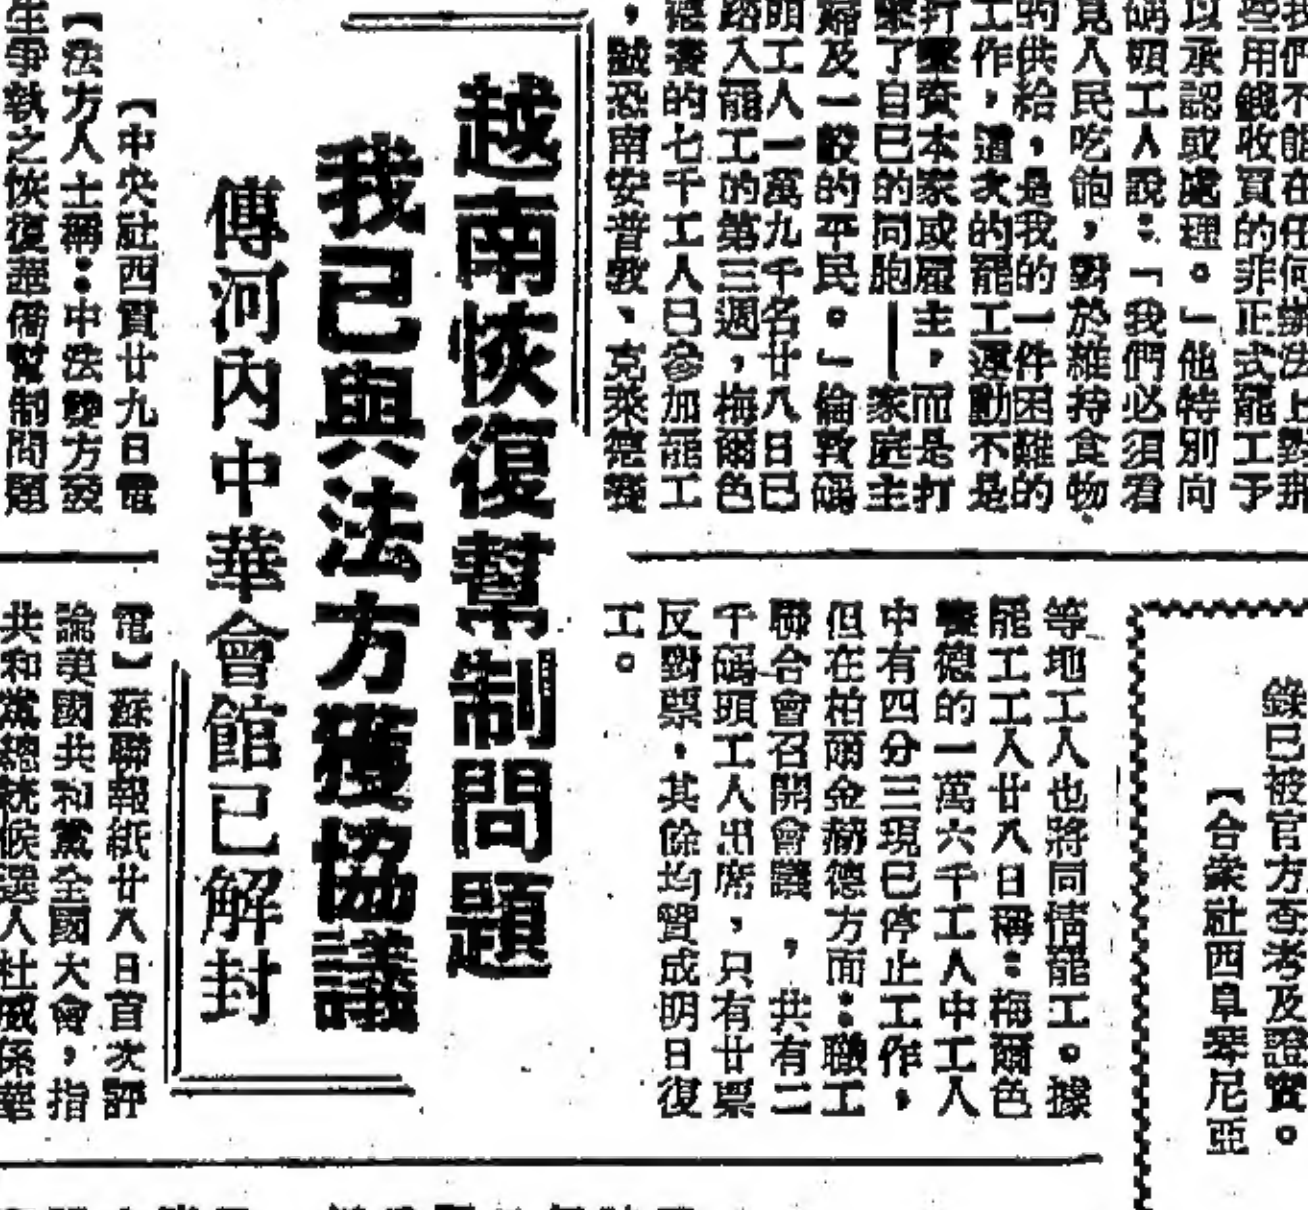 我們不能在任何辦法上對那
些用錢收買的非正式罷工予
以承認或處理。」他特別向
碼頭工人說：「我們必須看
見人民吃飽，對於維持食物
的供給，是我的一件困難的
工作，這次的罷工運動不是
打擊資本家或雇主，而是打
擊了自已的同胞——家庭主
婦及一般的平民。」倫敦碼
頭工人一萬九千名廿八日已
踏入罷工的第三週，梅爾色
養的七千工人已參加罷工
，誠恐南安普敦、克萊德
等地工人也將同情罷工。據
罷工工人廿八日稱：梅爾色
德的一萬六千工人中工人
中有四分三現已停止工作，
但在柏爾金赫德方面：職工
聯合會召開會議，共有二
千碼頭工人出席，只有廿票
反對票，其餘均贊成明日復
工。
錄已被官方查考及證實。
【合衆社西卓琴尼亞
越南恢復幫制問題
我已與法方獲協議
傳河內中華會館已解封
【中央社西貢廿九日電
【法方人士稱：中法雙方發
生爭執之恢復華僑幫制問題
電】蘇聯報紙廿八日首次評
論美國共和黨全國大會，指
共和黨總統候選人杜威係華